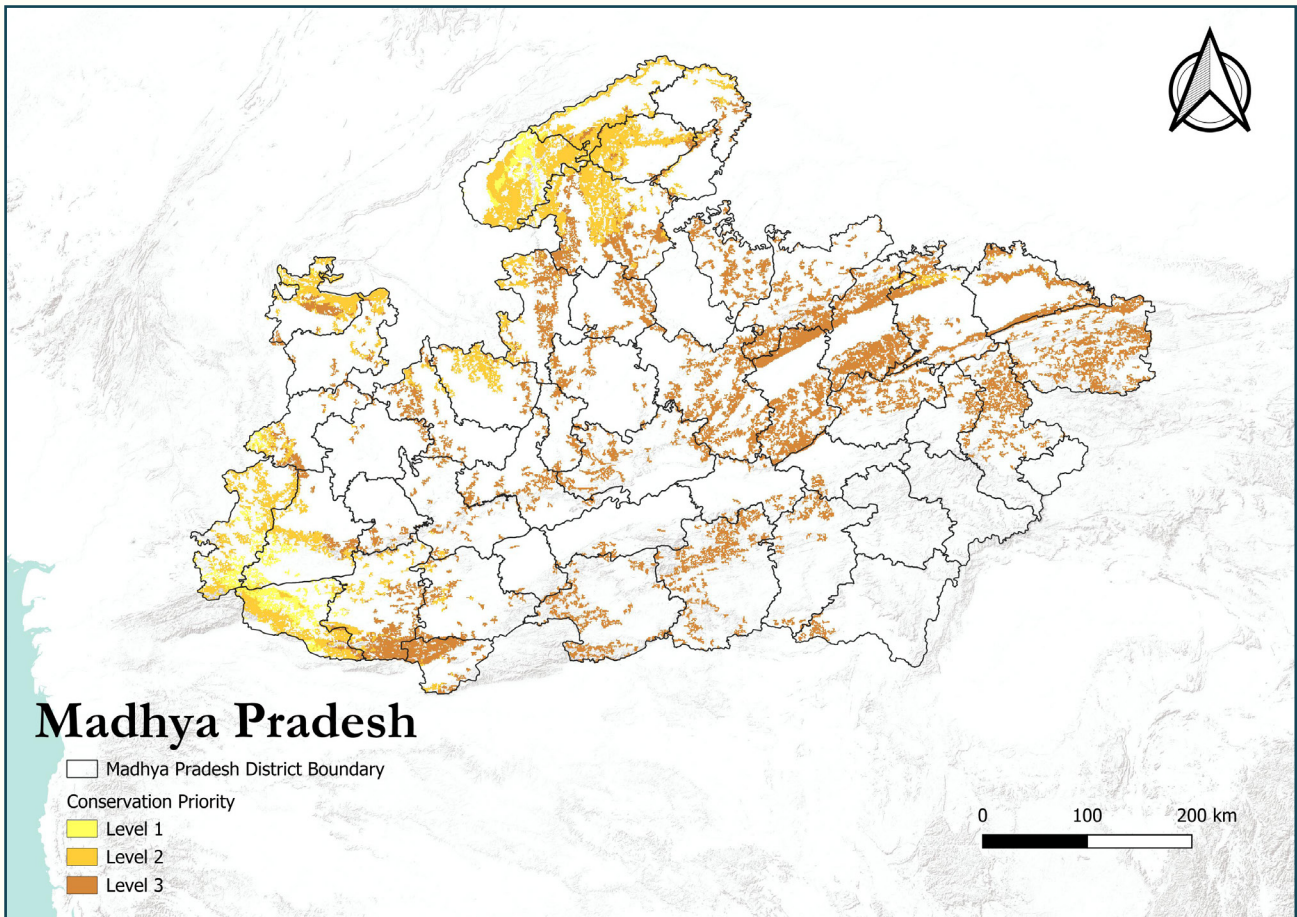 Madhya Pradesh
Madhya Pradesh District Boundary
Conservation Priority
Level 1
Level 2
Level 3
0 100 200 km